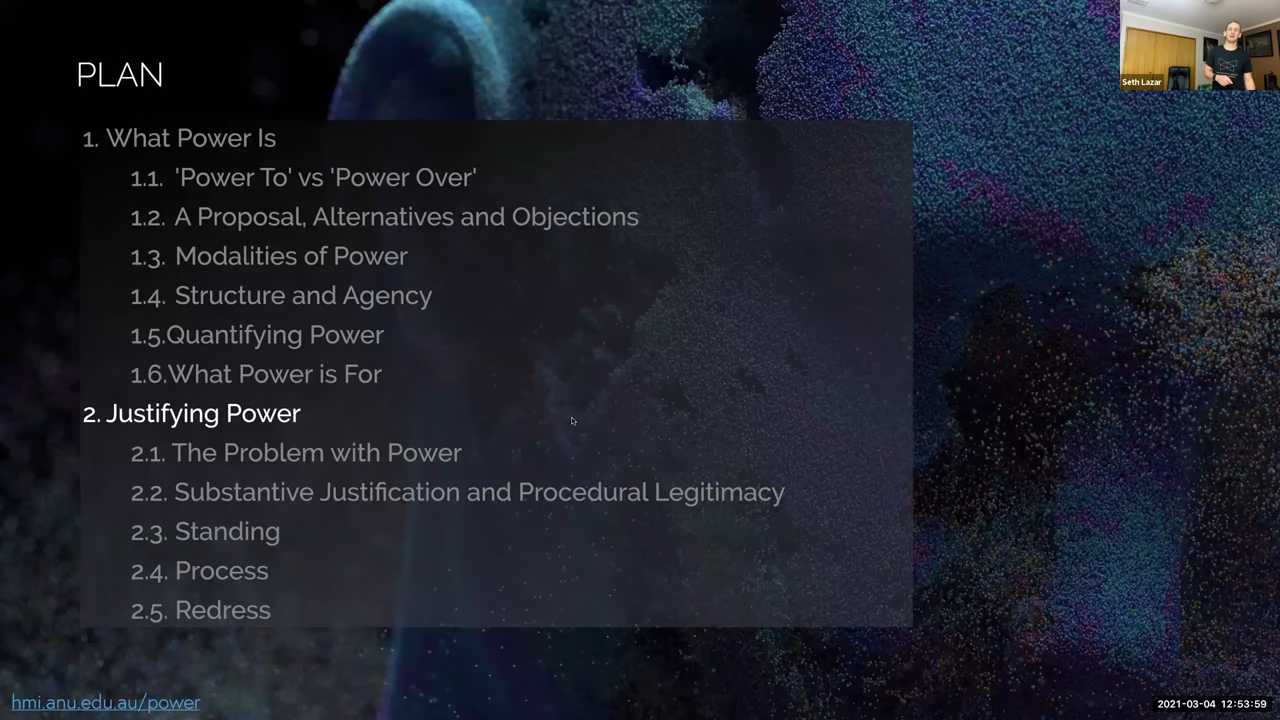 PLAN
1. What Power Is
1.1. 'Power To' vs 'Power Over'
1.2. A Proposal, Alternatives and Objections
1.3. Modalities of Power
1.4. Structure and Agency
1.5.Quantifying Power
1.6.What Power is For
2. Justifying Power
2.1. The Problem with Power
2.2. Substantive Justification and Procedural Legitimacy
2.3. Standing
2.4. Process
2.5. Redress
Seth Lazar
hmi.anu.edu.au/power
2021-03-04 12:53:59